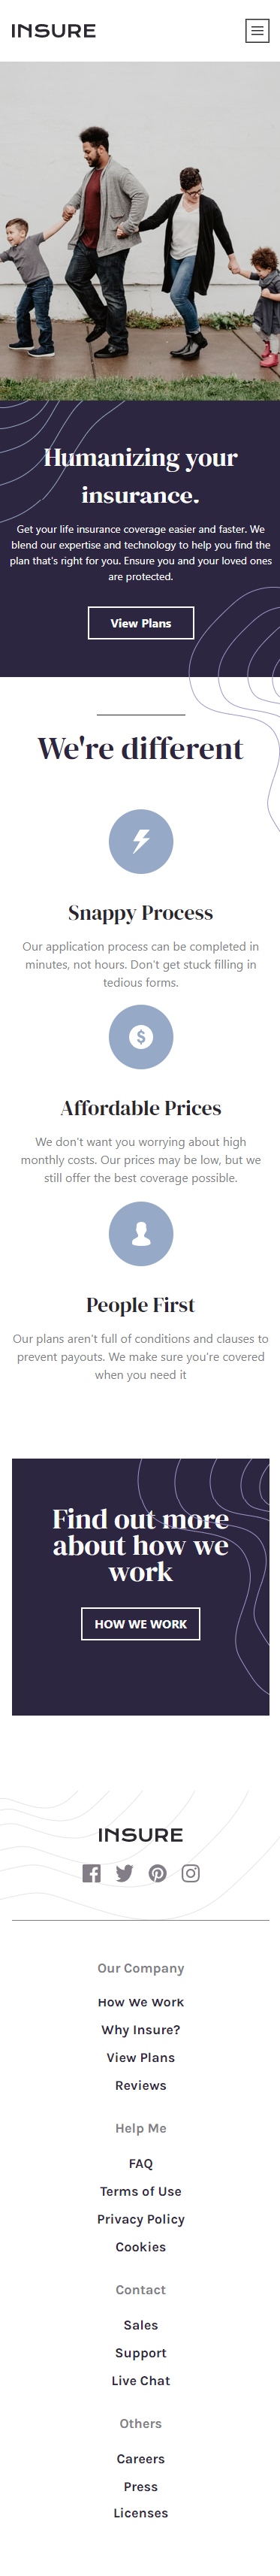 INSURE
Humanizing your
insurance.
Get your life insurance coverage easier and faster. We
blend our expertise and technology to help you find the
plan that's right for you. Ensure you and your loved ones
are protected.
View Plans
We're different
Snappy Process
Our application process can be completed in
minutes, not hours. Don't get stuck filling in
tedious forms.
Affordable Prices
We don't want you worrying about high
monthly costs. Our prices may be low, but we
still offer the best coverage possible.
People First
Our plans aren't full of conditions and clauses to
prevent payouts. We make sure you're covered
when you need it
Find out more
about how we
work
HOW WE WORK
INSURE
Our Company
How We Work
Why Insure?
View Plans
Reviews
Help Me
FAQ
Terms of Use
Privacy Policy
Cookies
Contact
Sales
Support
Live Chat
Others
Careers
Press
Licenses